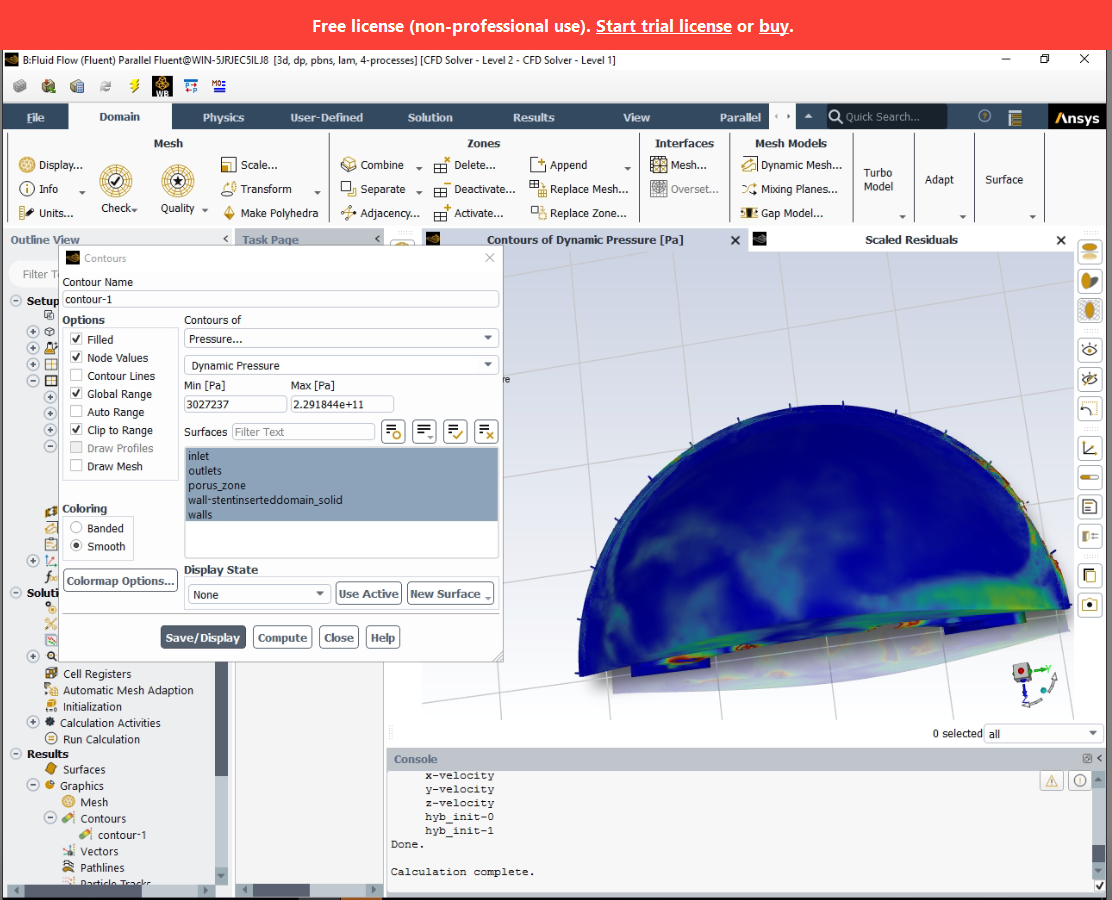 Free license (non-professional use). Start trial license or buy.
B:Fluid Flow (Fluent) Parallel Fluent@WIN-5JRJEC5ILJ8 [3d, dp, pbns, lam, 4-processes] [CFD Solver - Level 2 - CFD Solver - Level 1]
WB
File Domain Physics User-Defined Solution Results View Parallel Quick Search... Ansys
Mesh Zones Interfaces Mesh Models
Display... Scale... Combine Delete... Append Mesh... Dynamic Mesh...
Info Transform Separate Deactivate... Replace Mesh... Overset... Mixing Planes...
Units... Check Quality Make Polyhedra Adjacency... Activate... Replace Zone... Gap Model...
Turbo
Model
Adapt
Surface
Outline View < Task Page < Contours of Dynamic Pressure [Pa] Scaled Residuals
Filter T
Contours
Contour Name
contour-1
Setup
Options
Filled
Node Values
Contour Lines
Global Range
Auto Range
Clip to Range
Draw Profiles
Draw Mesh
Coloring
Banded
Smooth
Colormap Options...
Contours of
Pressure...
Dynamic Pressure
Min [Pa] Max [Pa]
3027237 2.291844e+11
Surfaces Filter Text
inlet
outlets
porus_zone
wall-stentinserteddomain_solid
walls
Display State
None Use Active New Surface
Save/Display Compute Close Help
re
Soluti
Cell Registers
Automatic Mesh Adaption
Initialization
Calculation Activities
Run Calculation
Results
Surfaces
Graphics
Mesh
Contours
contour-1
Vectors
Pathlines
Particle Tracks
0 selected all
Console
x-velocity
y-velocity
z-velocity
hyb_init-0
hyb_init-1
Done.
Calculation complete.